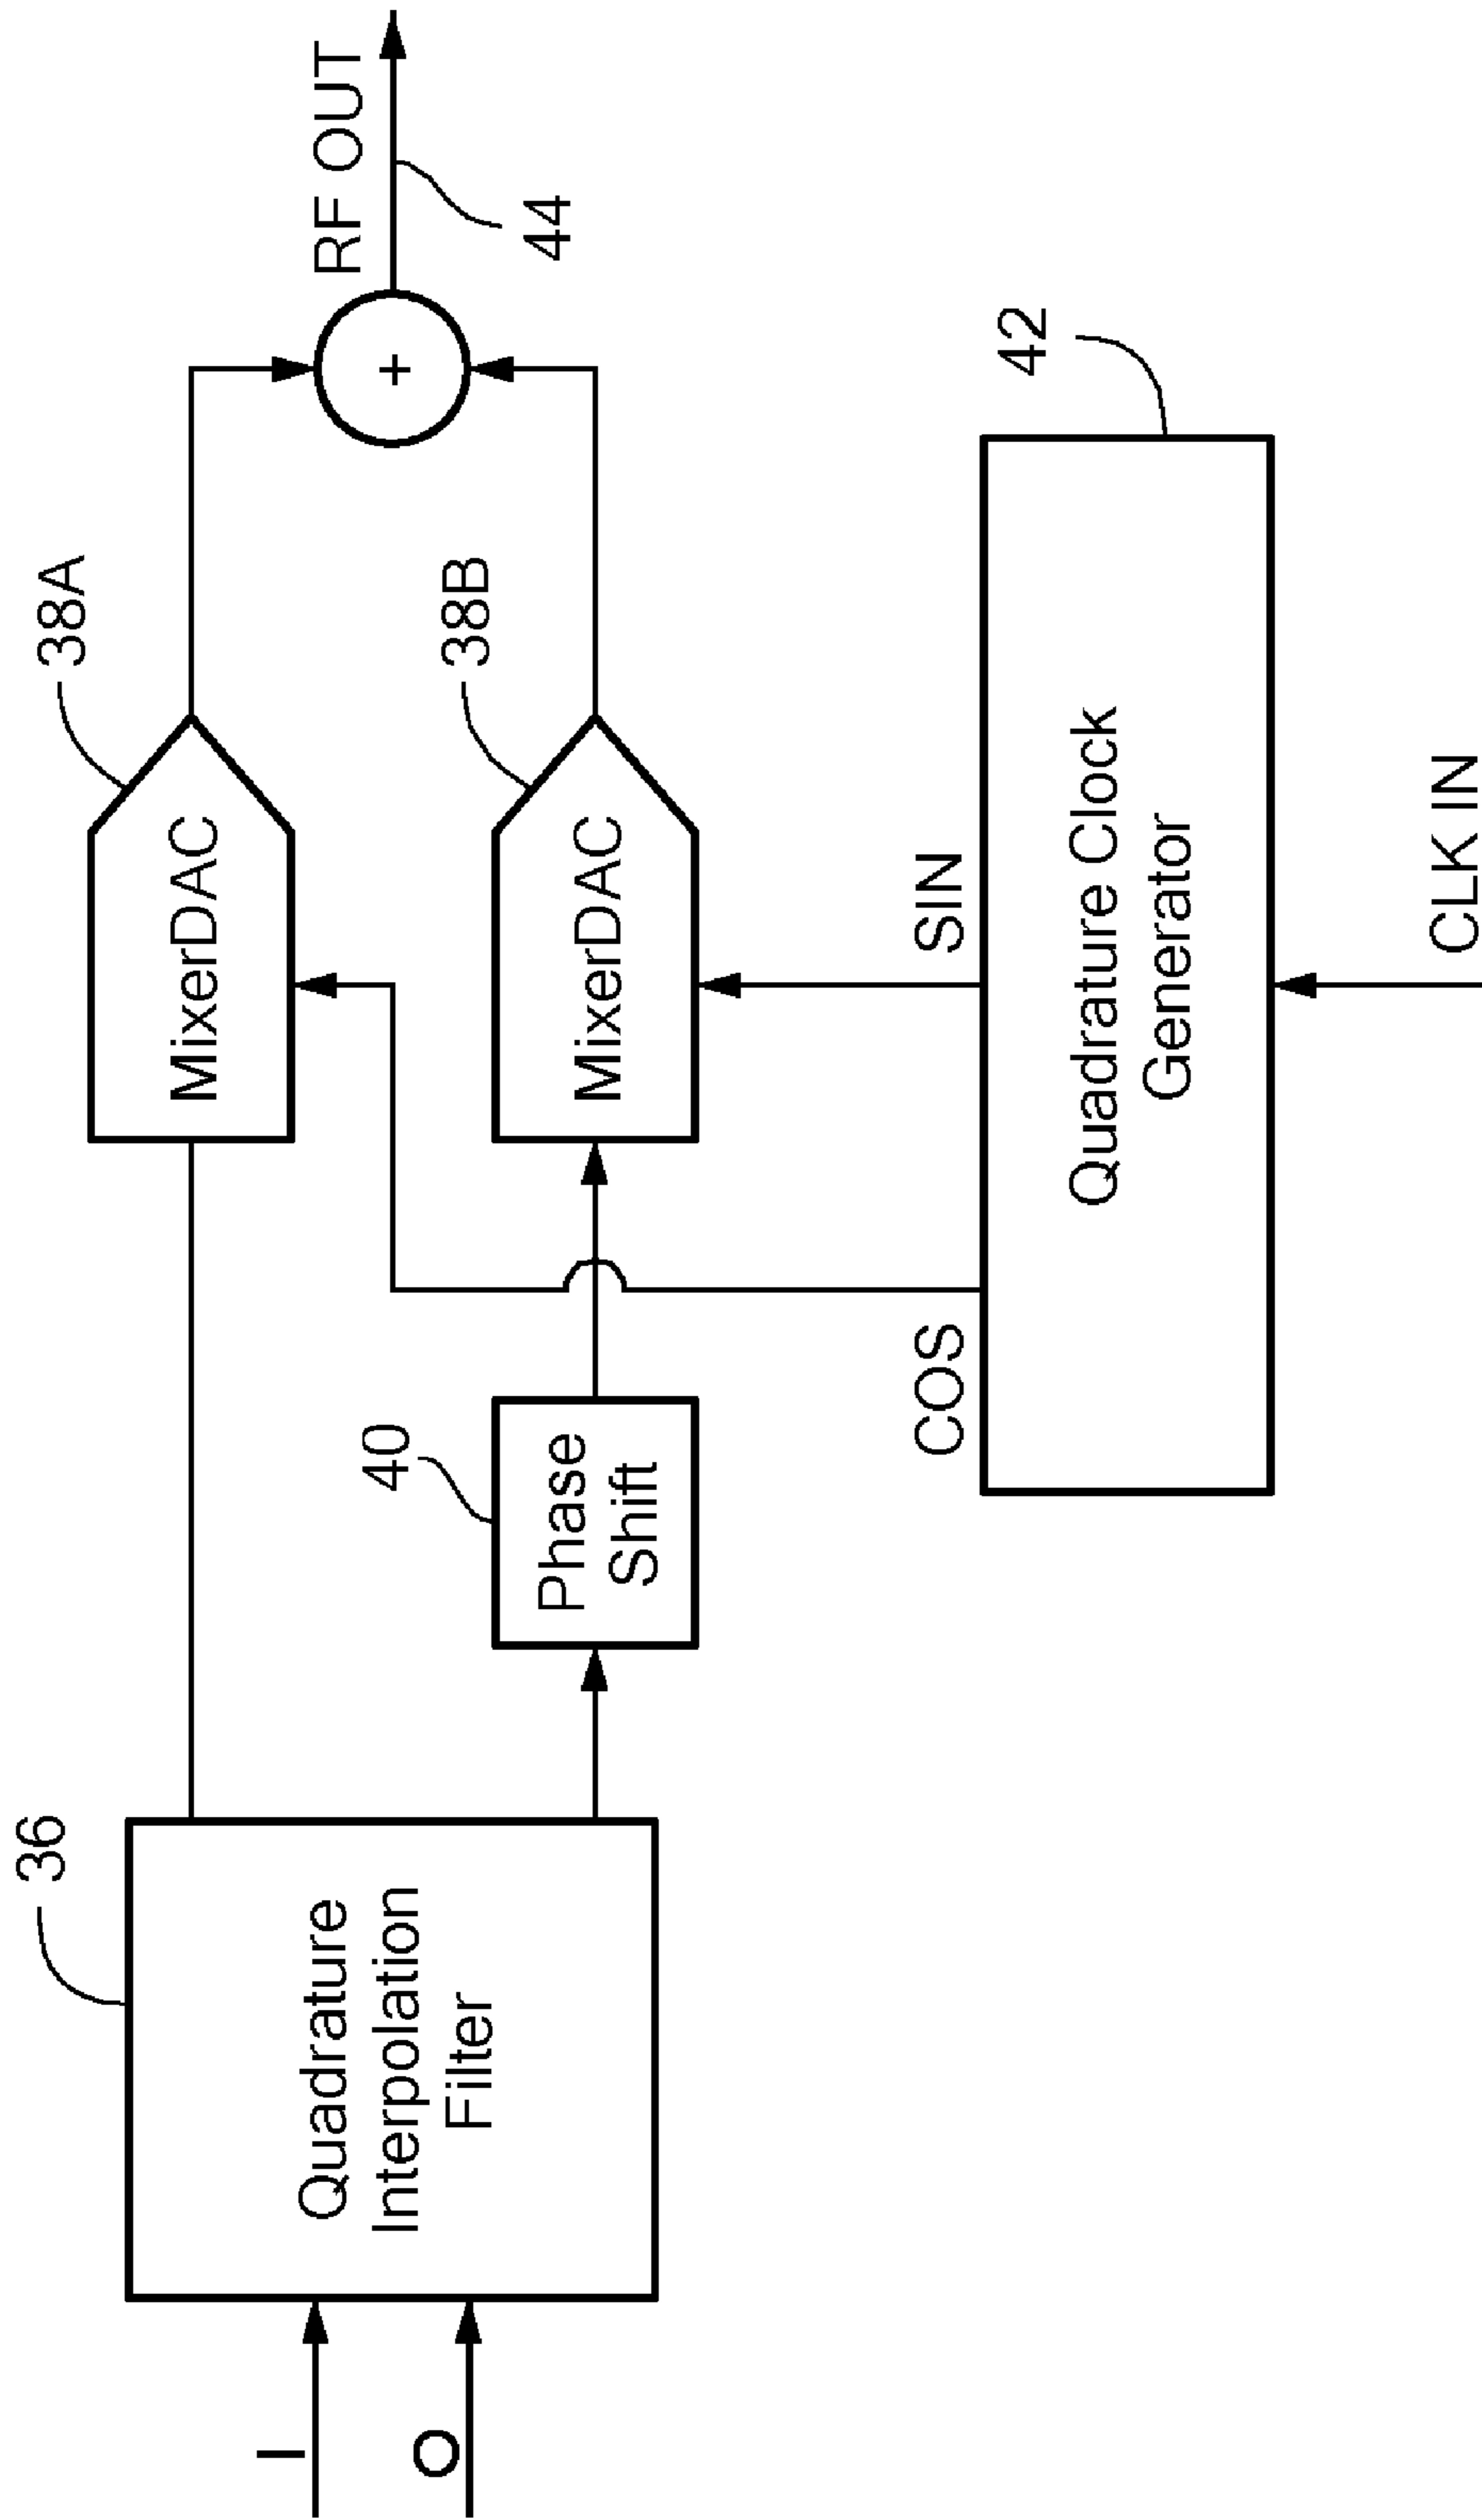 36
38A
I
O
Quadrature
Interpolation
Filter
MixerDAC
RF OUT
+
44
40
38B
Phase
Shift
MixerDAC
COS
SIN
42
Quadrature Clock
Generator
CLK IN